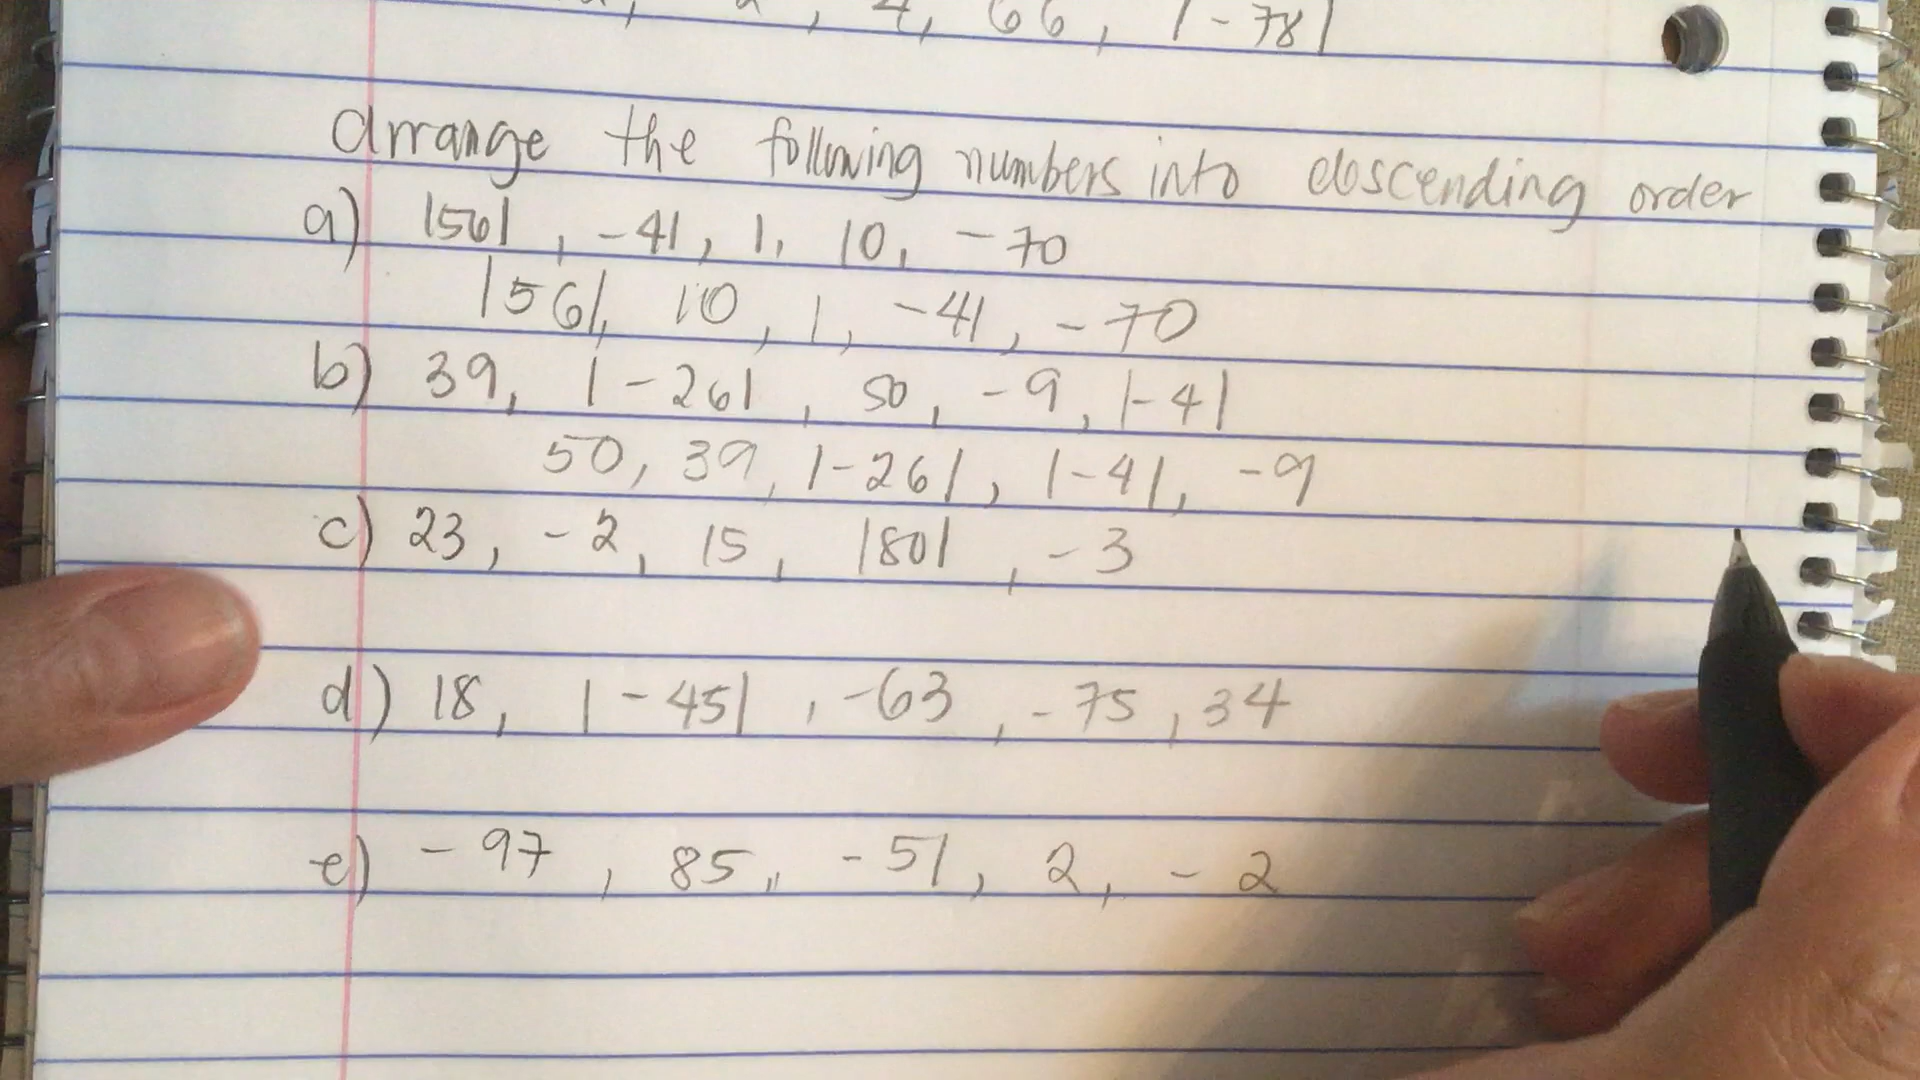 , 4, 66, |-78|
arrange the following numbers into descending order
a) |56|, -41, 1, 10, -70
|56|, 10, 1, -41, -70
b) 39, |-26|, 50, -9, |-4|
50, 39, |-26|, |-4|, -9
c) 23, -2, 15, |80|, -3
d) 18, |-45|, -63, -75, 34
e) -97, 85, -51, 2, -2